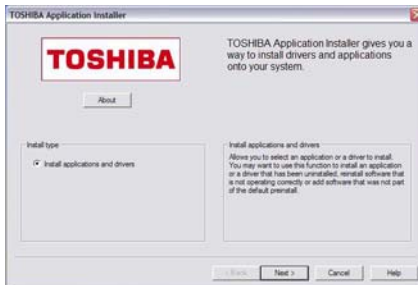 TOSHIBA Application Installer
TOSHIBA
TOSHIBA Application Installer gives you a
way to install drivers and applications
onto your system.
About
Install type
Install applications and drivers
Install applications and drivers
Allows you to select an application or a driver to install.
You may want to use this function to install an application
or a driver that has been uninstalled, reinstall software that
is not operating correctly or add software that was not part
of the default preinstall.
< Back
Next >
Cancel
Help